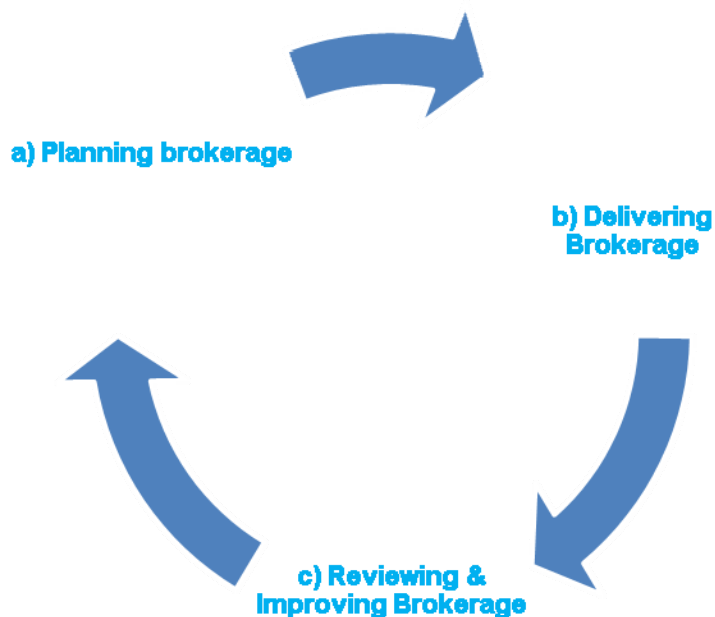 a) Planning brokerage
b) Delivering
Brokerage
c) Reviewing &
Improving Brokerage